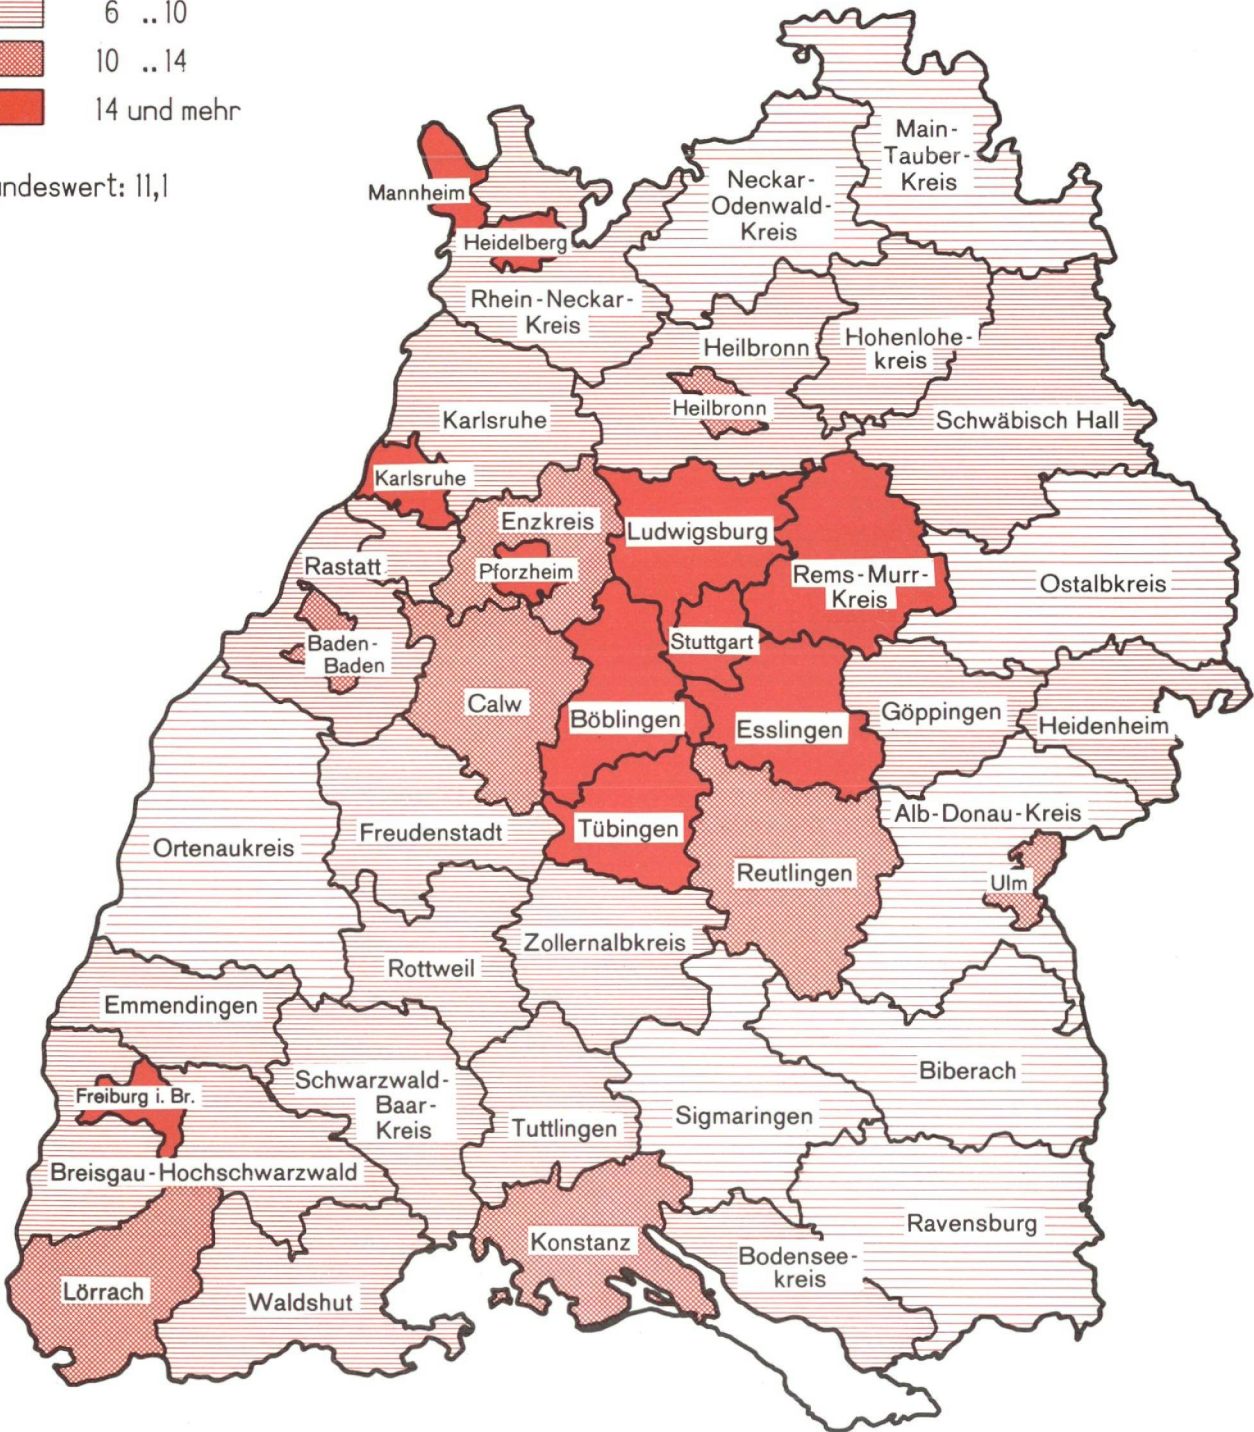 6 ..10
10 ..14
14 und mehr
ndeswert: 11,1
Main-
Tauber-
Kreis
Neckar-
Odenwald-
Kreis
Mannheim
Heidelberg
Rhein-Neckar-
Kreis
Heilbronn
Hohenlohe-
kreis
Heilbronn
Karlsruhe
Schwäbisch Hall
Karlsruhe
Enzkreis
Ludwigsburg
Rastatt
Pforzheim
Rems-Murr-
Kreis
Ostalbkreis
Baden-
Baden
Stuttgart
Calw
Böblingen
Esslingen
Göppingen
Heidenheim
Freudenstadt
Tübingen
Alb-Donau-Kreis
Ortenaukreis
Reutlingen
Ulm
Zollernalbkreis
Rottweil
Emmendingen
Schwarzwald-
Baar-
Kreis
Biberach
Freiburg i. Br.
Tuttlingen
Sigmaringen
Breisgau-Hochschwarzwald
Konstanz
Ravensburg
Bodensee-
kreis
Lörrach
Waldshut